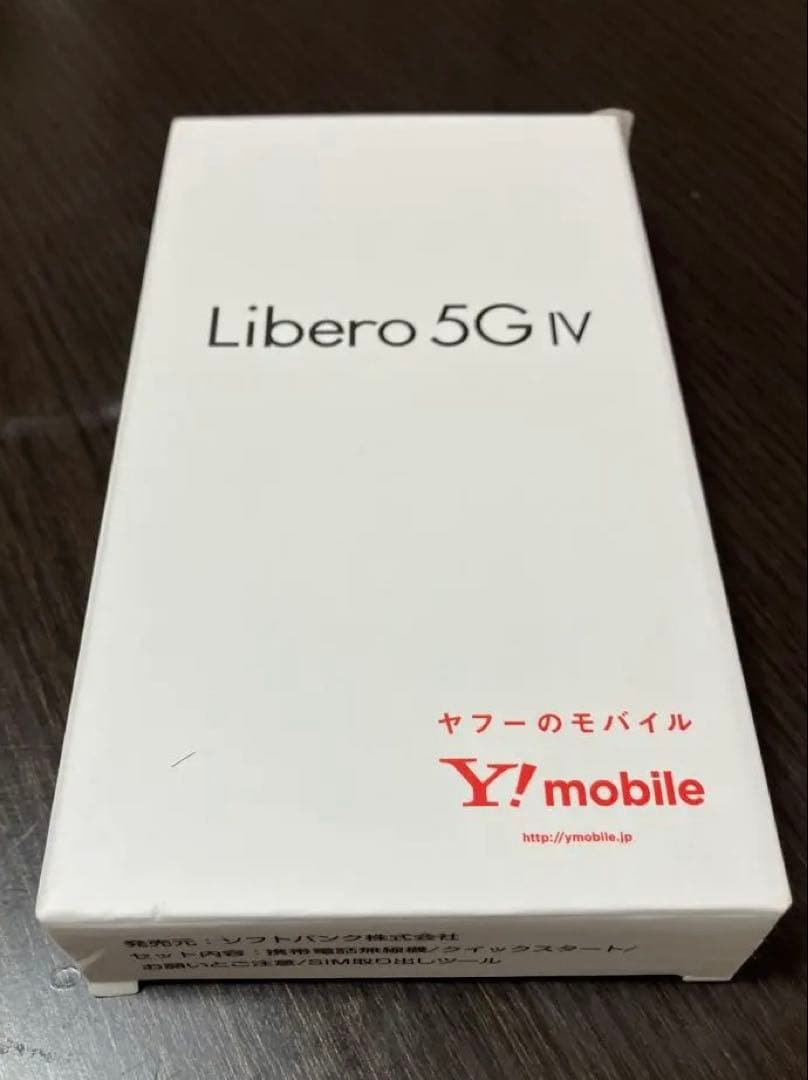 Libero 5G IV
ヤフーのモバイル
Y! mobile
http://ymobile.jp
発売元：ソフトバンク株式会社
セット内容：携帯電話無線機/クイックスタート/
お願いとご注意/SIM取り出しツール